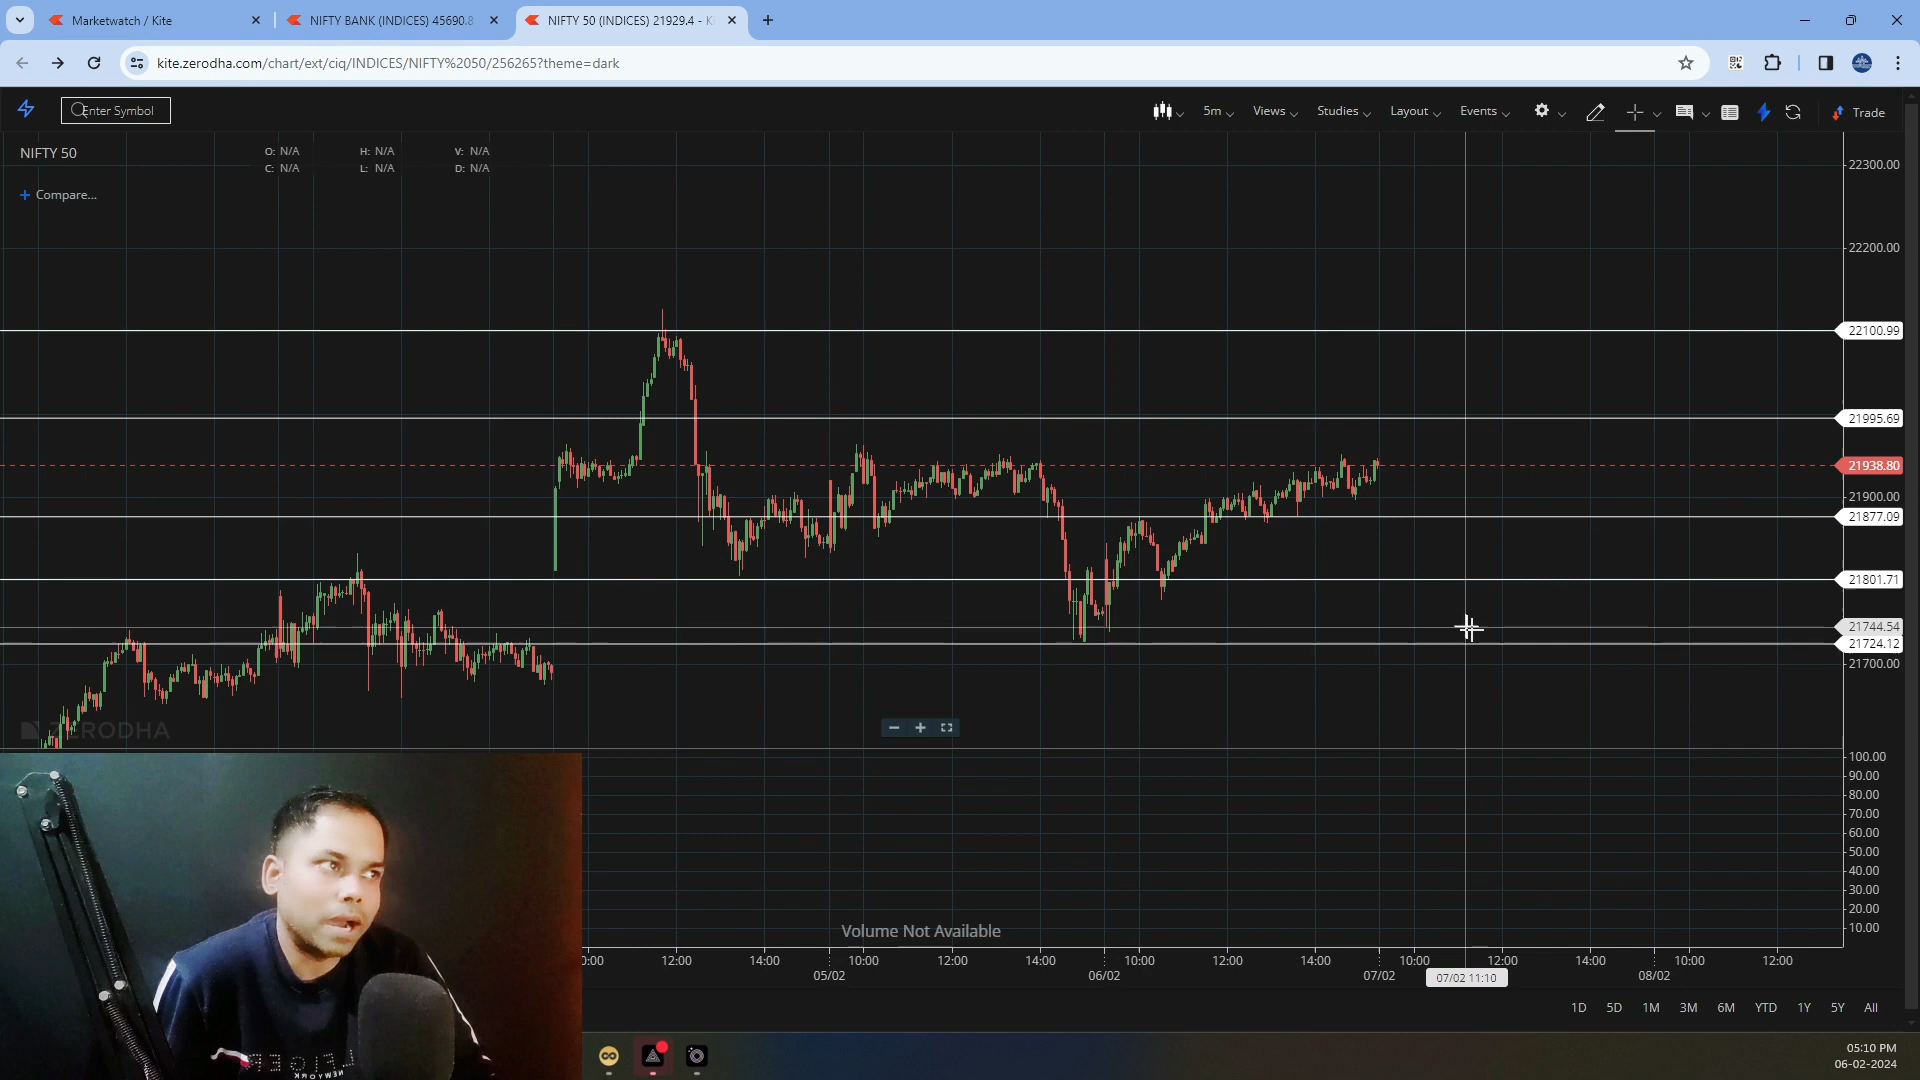 Marketwatch / Kite
NIFTY BANK (INDICES) 45690.8
NIFTY 50 (INDICES) 21929.4 - K
kite.zerodha.com/chart/ext/ciq/INDICES/NIFTY%2050/256265?theme=dark
Enter Symbol
5m
Views
Studies
Layout
Events
Trade
NIFTY 50
O: N/A H: N/A V: N/A
C: N/A L: N/A D: N/A
+ Compare...
22300.00
22200.00
22100.99
21995.69
21938.80
21900.00
21877.09
21801.71
21744.54
21724.12
21700.00
ZERODHA
100.00
90.00
80.00
70.00
60.00
50.00
40.00
30.00
20.00
10.00
Volume Not Available
0:00 12:00 14:00 10:00 12:00 14:00 10:00 12:00 14:00 10:00 12:00 14:00 10:00 12:00
05/02 06/02 07/02 07/02 11:10 08/02
1D 5D 1M 3M 6M YTD 1Y 5Y All
05:10 PM
06-02-2024